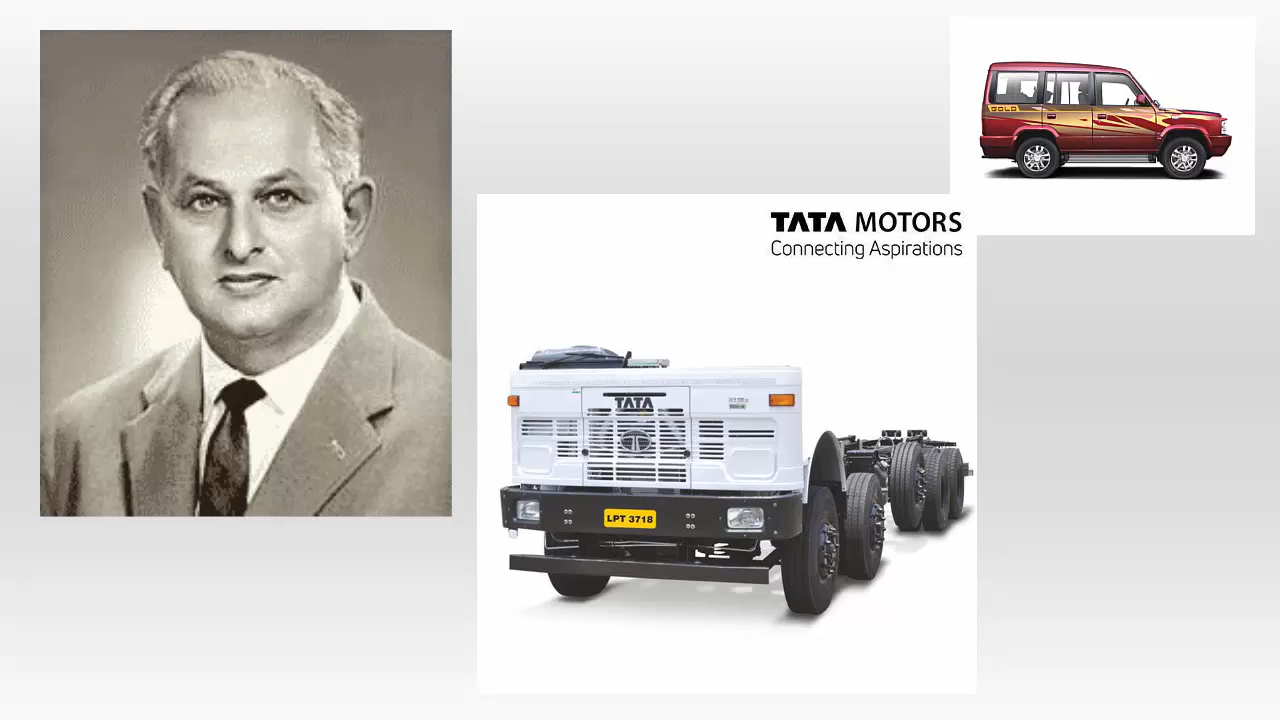 GOLD
TATA MOTORS
Connecting Aspirations
TATA
LPT 3718